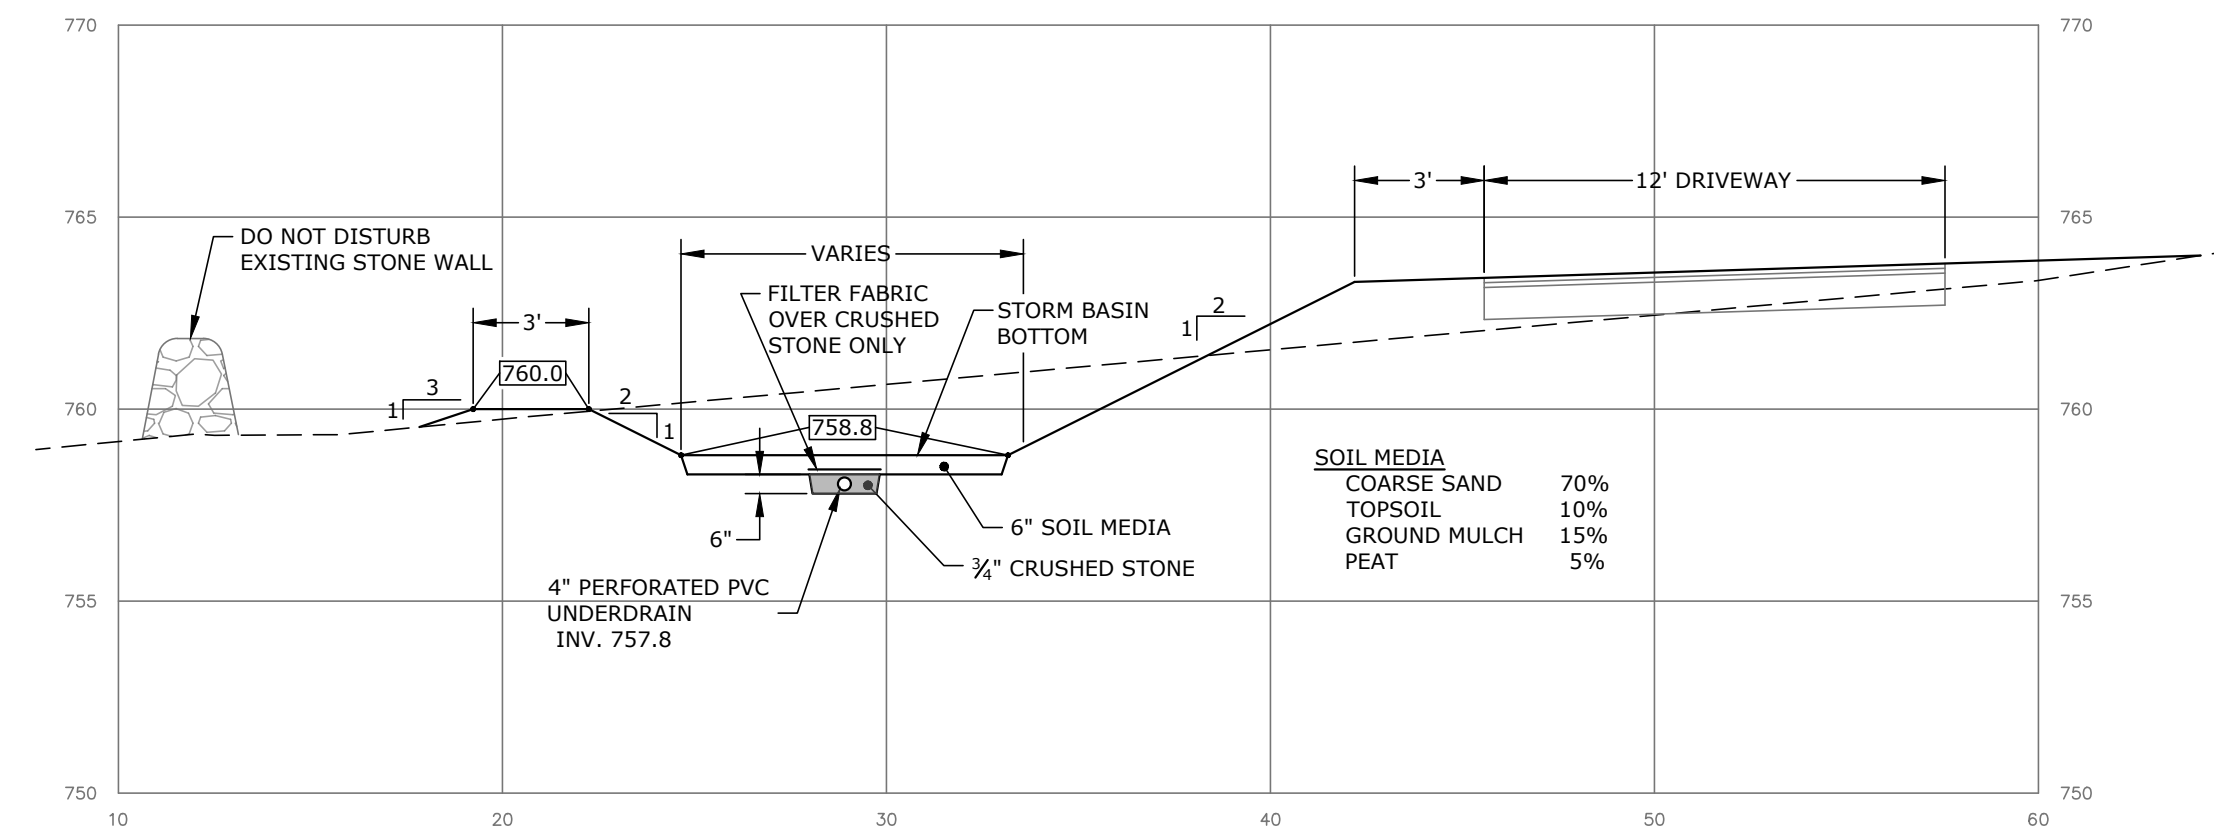 770
770
3'
12' DRIVEWAY
765
765
DO NOT DISTURB
EXISTING STONE WALL
VARIES
FILTER FABRIC
OVER CRUSHED
STONE ONLY
STORM BASIN
BOTTOM
2
1
3'
760.0
3
1
2
1
760
760
758.8
SOIL MEDIA
COARSE SAND 70%
TOPSOIL 10%
GROUND MULCH 15%
PEAT 5%
6" SOIL MEDIA
6"
¾" CRUSHED STONE
4" PERFORATED PVC
UNDERDRAIN
INV. 757.8
755
755
750
750
10 20 30 40 50 60